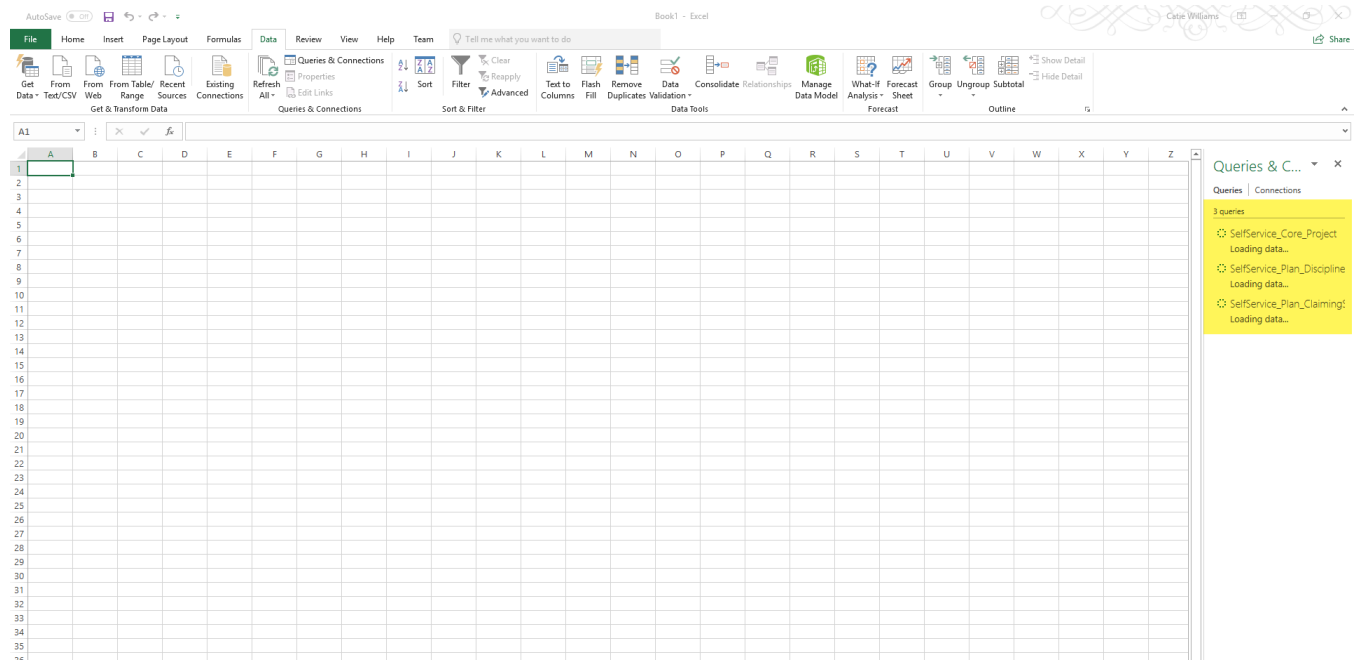 AutoSave Off Book1 - Excel Catie Williams
File Home Insert Page Layout Formulas Data Review View Help Team Tell me what you want to do Share
Get Data From Text/CSV From Web From Table/ Range Recent Sources Existing Connections
Get & Transform Data
Refresh All Queries & Connections
Properties
Edit Links
Queries & Connections
Sort Filter Clear
Reapply
Advanced
Sort & Filter
Text to Columns Flash Fill Remove Duplicates Data Validation Consolidate Relationships Manage Data Model
Data Tools
What-If Analysis Forecast Sheet
Forecast
Group Ungroup Subtotal Show Detail
Hide Detail
Outline
A1 fx
A B C D E F G H I J K L M N O P Q R S T U V W X Y Z
1
2
3
4
5
6
7
8
9
10
11
12
13
14
15
16
17
18
19
20
21
22
23
24
25
26
27
28
29
30
31
32
33
34
35
Queries & C...
Queries Connections
3 queries
SelfService_Core_Project
Loading data...
SelfService_Plan_Discipline
Loading data...
SelfService_Plan_Claiming
Loading data...